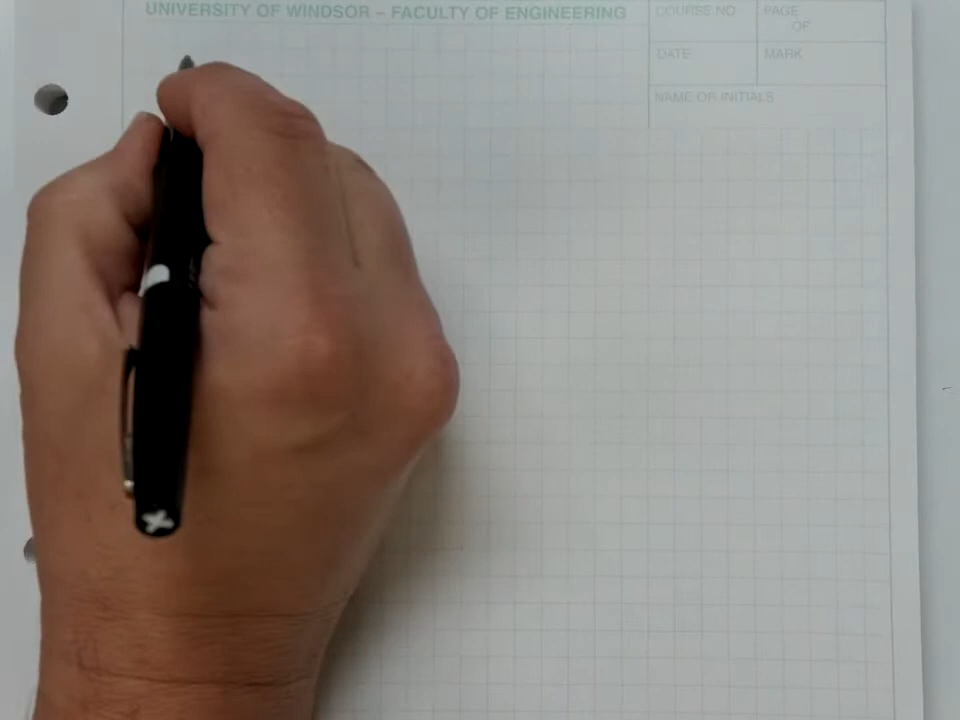 UNIVERSITY OF WINDSOR – FACULTY OF ENGINEERING
COURSE NO
PAGE
OF
DATE
MARK
NAME OR INITIALS